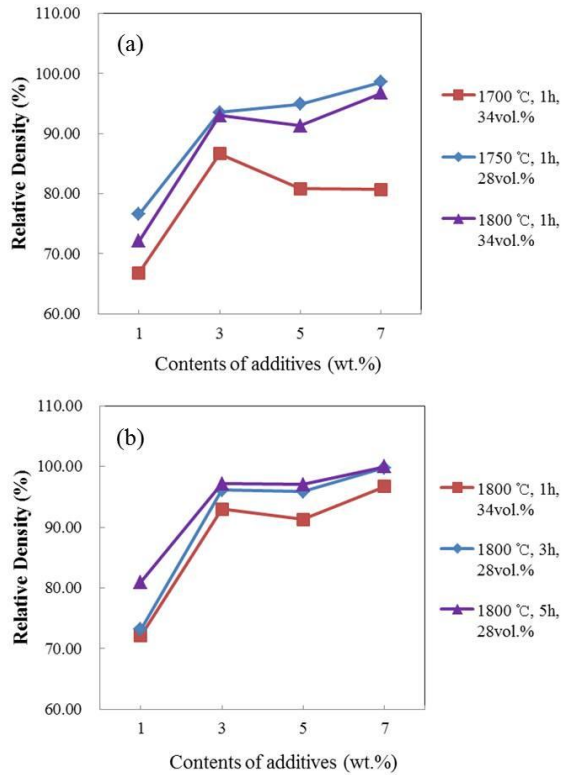 110.00
(a)
100.00
90.00
80.00
70.00
60.00
Relative Density (%)
1 3 5 7
Contents of additives (wt.%)
1700 ℃, 1h,
34vol.%
1750 ℃, 1h,
28vol.%
1800 ℃, 1h,
34vol.%
110.00
(b)
100.00
90.00
80.00
70.00
60.00
Relative Density (%)
1 3 5 7
Contents of additives (wt.%)
1800 ℃, 1h,
34vol.%
1800 ℃, 3h,
28vol.%
1800 ℃, 5h,
28vol.%